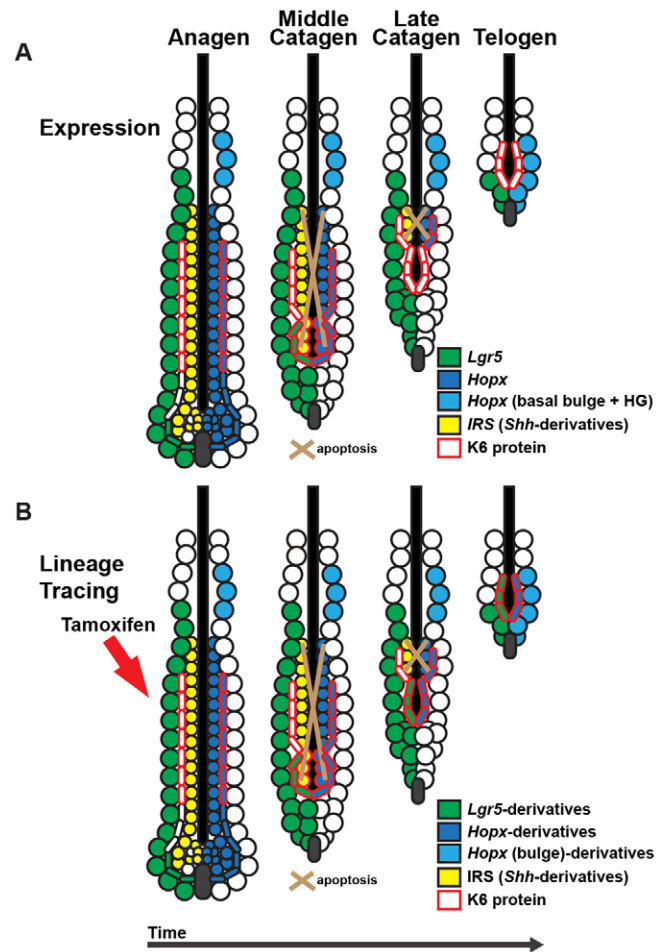 A
Anagen
Middle
Catagen
Late
Catagen
Telogen
Expression
Lgr5
Hopx
Hopx (basal bulge + HG)
IRS (Shh-derivatives)
K6 protein
apoptosis
B
Lineage
Tracing
Tamoxifen
Lgr5-derivatives
Hopx-derivatives
Hopx (bulge)-derivatives
IRS (Shh-derivatives)
K6 protein
apoptosis
Time